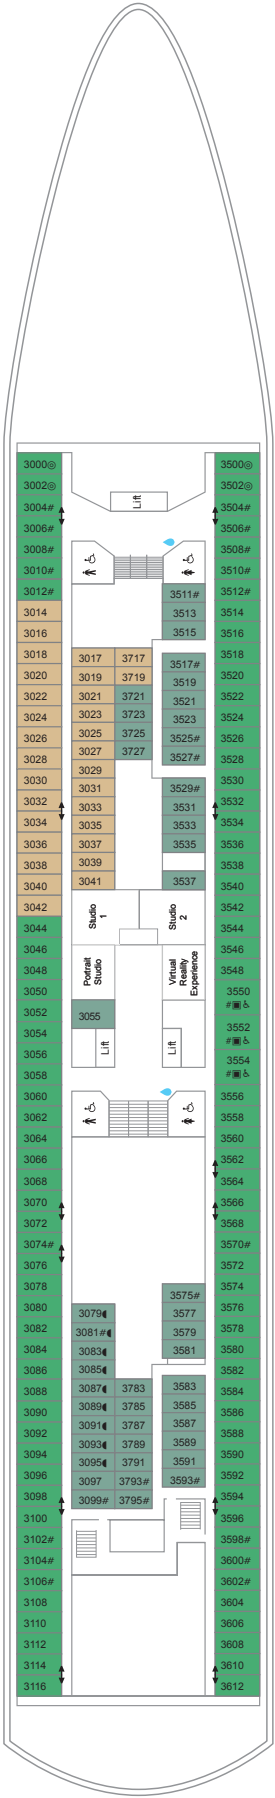 3000◎ 3500◎
3002◎ 3502◎
3004# Lift 3504#
3006# 3506#
3008# 3508#
3010# 3510#
3012# 3511# 3512#
3014 3513 3514
3016 3515 3516
3018 3017 3717 3517# 3518
3020 3019 3719 3519 3520
3022 3021 3721 3521 3522
3024 3023 3723 3523 3524
3026 3025 3725 3525# 3526
3028 3027 3727 3527# 3528
3030 3029 3530
3032 3031 3529# 3532
3034 3033 3531 3534
3036 3035 3533 3536
3038 3037 3535 3538
3040 3039 3540
3042 3041 3537 3542
3044 Studio 1 Studio 2 3544
3046 3546
3048 Portrait Studio Virtual Reality Experience 3548
3050 3550
#▣♿
3052 3055 3552
#▣♿
3054 Lift Lift 3554
#▣♿
3056
3058
3060 3556
3062 3558
3064 3560
3066 3562
3068 3564
3070 3566
3072 3568
3074# 3570#
3076 3572
3078 3575# 3574
3080 3079 3577 3576
3082 3081# 3579 3578
3084 3083 3581 3580
3086 3085 3582
3088 3087 3783 3583 3584
3090 3089 3785 3585 3586
3092 3091 3787 3587 3588
3094 3093 3789 3589 3590
3096 3095 3791 3591 3592
3098 3097 3793# 3593# 3594
3100 3099# 3795# 3596
3102# 3598#
3104# 3600#
3106# 3602#
3108 3604
3110 3606
3112 3608
3114 3610
3116 3612